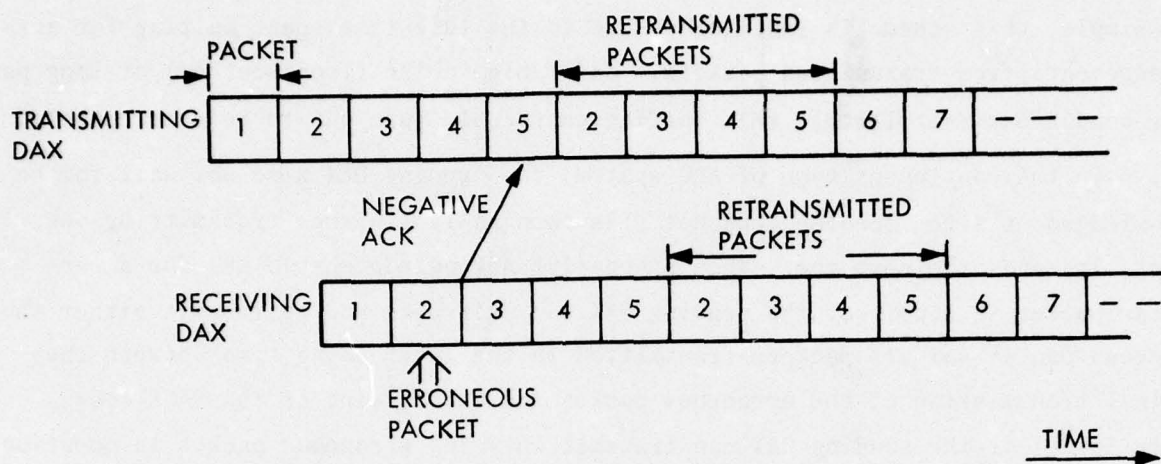 RETRANSMITTED
PACKETS
PACKET
TRANSMITTING
DAX
1 2 3 4 5 2 3 4 5 6 7
NEGATIVE
ACK
RETRANSMITTED
PACKETS
RECEIVING
DAX
1 2 3 4 5 2 3 4 5 6 7
ERRONEOUS
PACKET
TIME